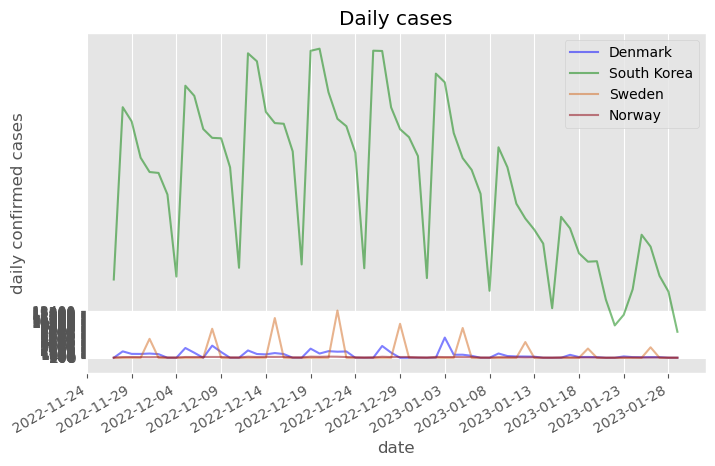 Daily cases
Denmark
South Korea
Sweden
Norway
daily confirmed cases
2022-11-24
2022-11-29
2022-12-04
2022-12-09
2022-12-14
2022-12-19
2022-12-24
2022-12-29
2023-01-03
2023-01-08
2023-01-13
2023-01-18
2023-01-23
2023-01-28
date